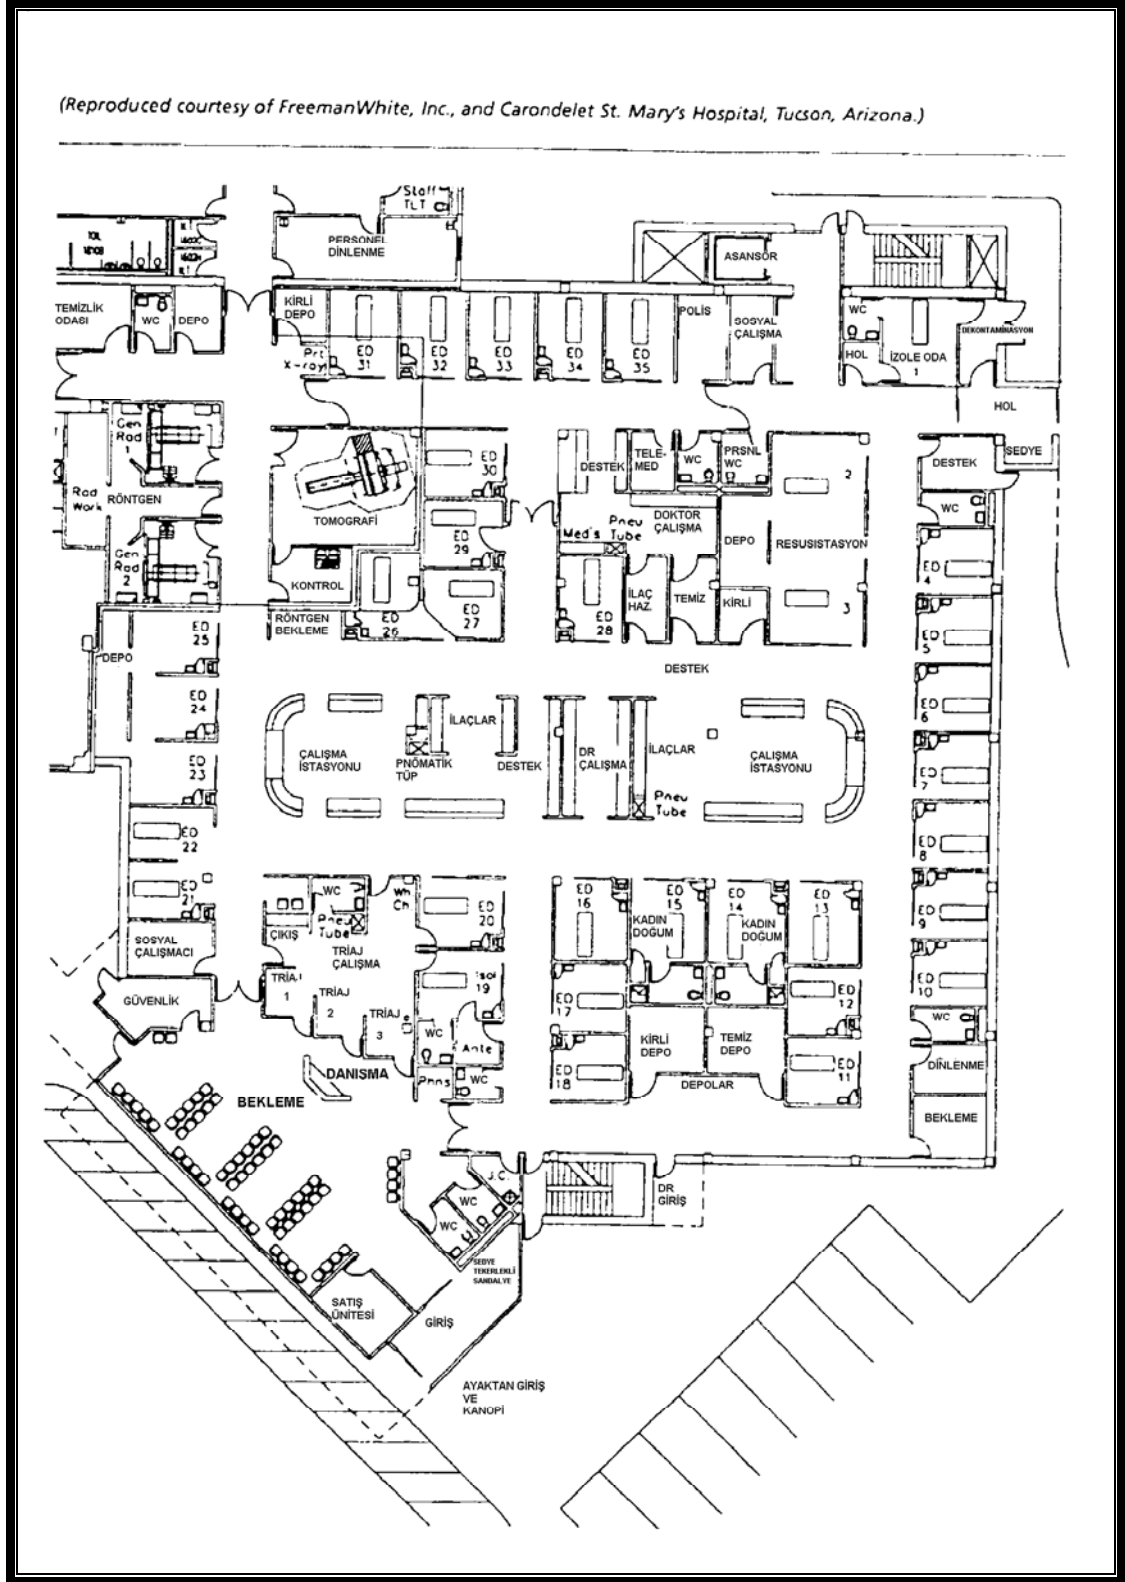 (Reproduced courtesy of FreemanWhite, Inc., and Carondelet St. Mary's Hospital, Tucson, Arizona.)
Staff
TLT
TOL
PERSONEL
DİNLENME
ASANSÖR
TEMİZLİK
ODASI
WC
DEPO
KİRLİ
DEPO
Prt
X-ray
ED
31
ED
32
ED
33
ED
34
ED
35
POLİS
SOSYAL
ÇALIŞMA
WC
HOL
İZOLE ODA
1
DEKONTAMİNASYON
HOL
SEDYE
Gen
Rad
1
Rad
Work
RÖNTGEN
Gen
Rad
2
TOMOGRAFİ
KONTROL
RÖNTGEN
BEKLEME
ED
30
ED
29
ED
26
ED
27
DESTEK
TELE-
MED
WC
PRSNL
WC
DOKTOR
ÇALIŞMA
Med's
Pneu
Tube
ED
28
İLAÇ
HAZ.
TEMİZ
DEPO
KİRLİ
2
RESUSISTASYON
3
DESTEK
WC
ED
4
ED
5
ED
6
ED
7
ED
8
ED
9
ED
10
WC
DİNLENME
BEKLEME
DEPO
ED
25
ED
24
ED
23
ED
22
ED
21
DESTEK
ÇALIŞMA
İSTASYONU
PNÖMATİK
TÜP
İLAÇLAR
DESTEK
DR
ÇALIŞMA
İLAÇLAR
Pneu
Tube
ÇALIŞMA
İSTASYONU
SOSYAL
ÇALIŞMACI
GÜVENLİK
ÇIKIŞ
WC
Pneu
Tube
Wh
Ch
TRİAJ
ÇALIŞMA
TRİAJ
1
TRİAJ
2
TRİAJ
3
ED
20
Isol
19
WC
Ante
Phns
WC
ED
16
ED
15
KADIN
DOĞUM
ED
14
KADIN
DOĞUM
ED
13
ED
17
ED
18
ED
12
ED
11
KİRLİ
DEPO
TEMİZ
DEPO
DEPOLAR
DANIŞMA
BEKLEME
J.C.
WC
WC
DR
GİRİŞ
SEDYE
TEKERLEKLİ
SANDALYE
SATIŞ
ÜNİTESİ
GİRİŞ
AYAKTAN GİRİŞ
VE
KANOPİ